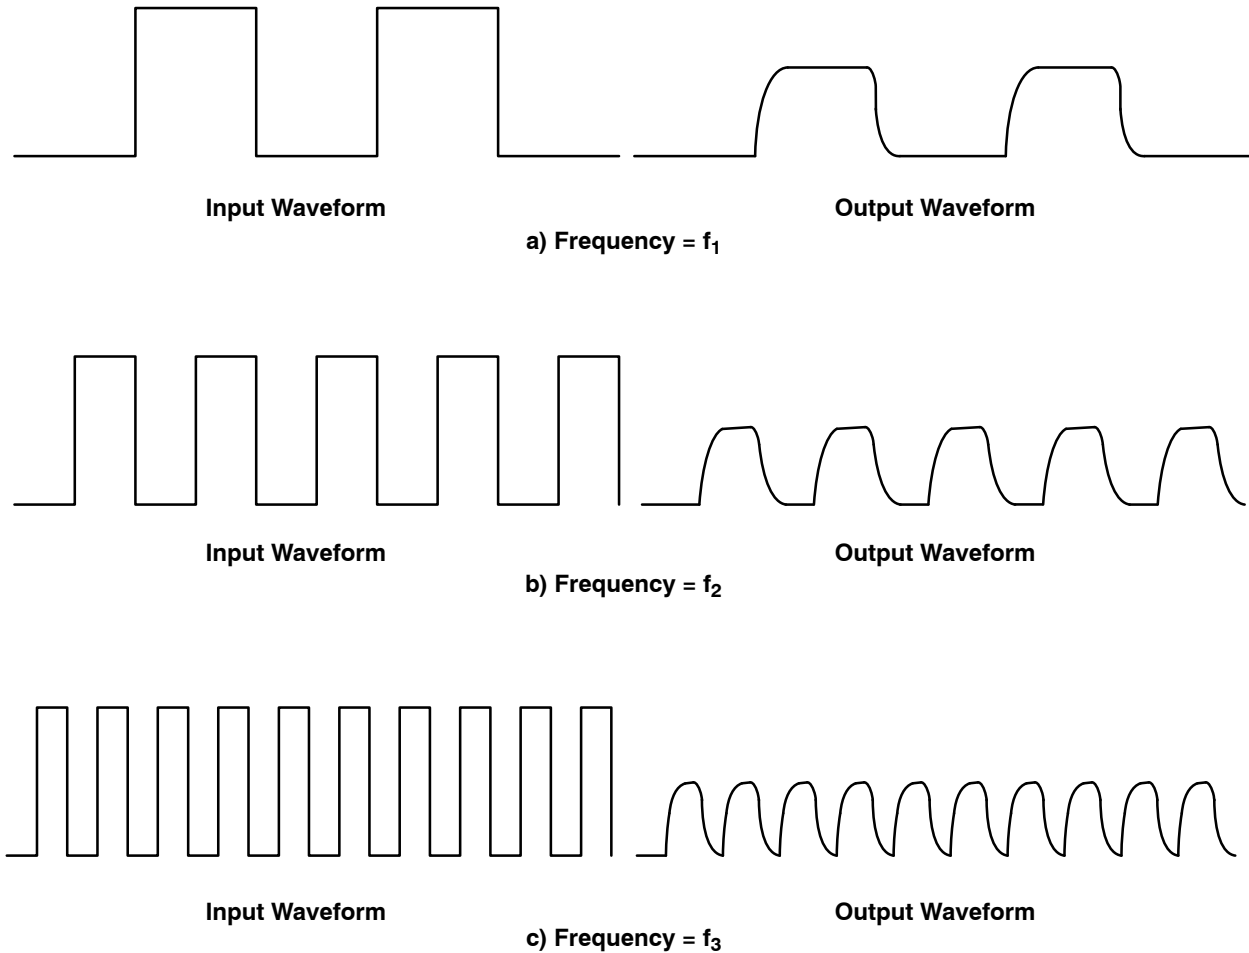 Input Waveform
Output Waveform
a) Frequency = f₁
Input Waveform
Output Waveform
b) Frequency = f₂
Input Waveform
Output Waveform
c) Frequency = f₃